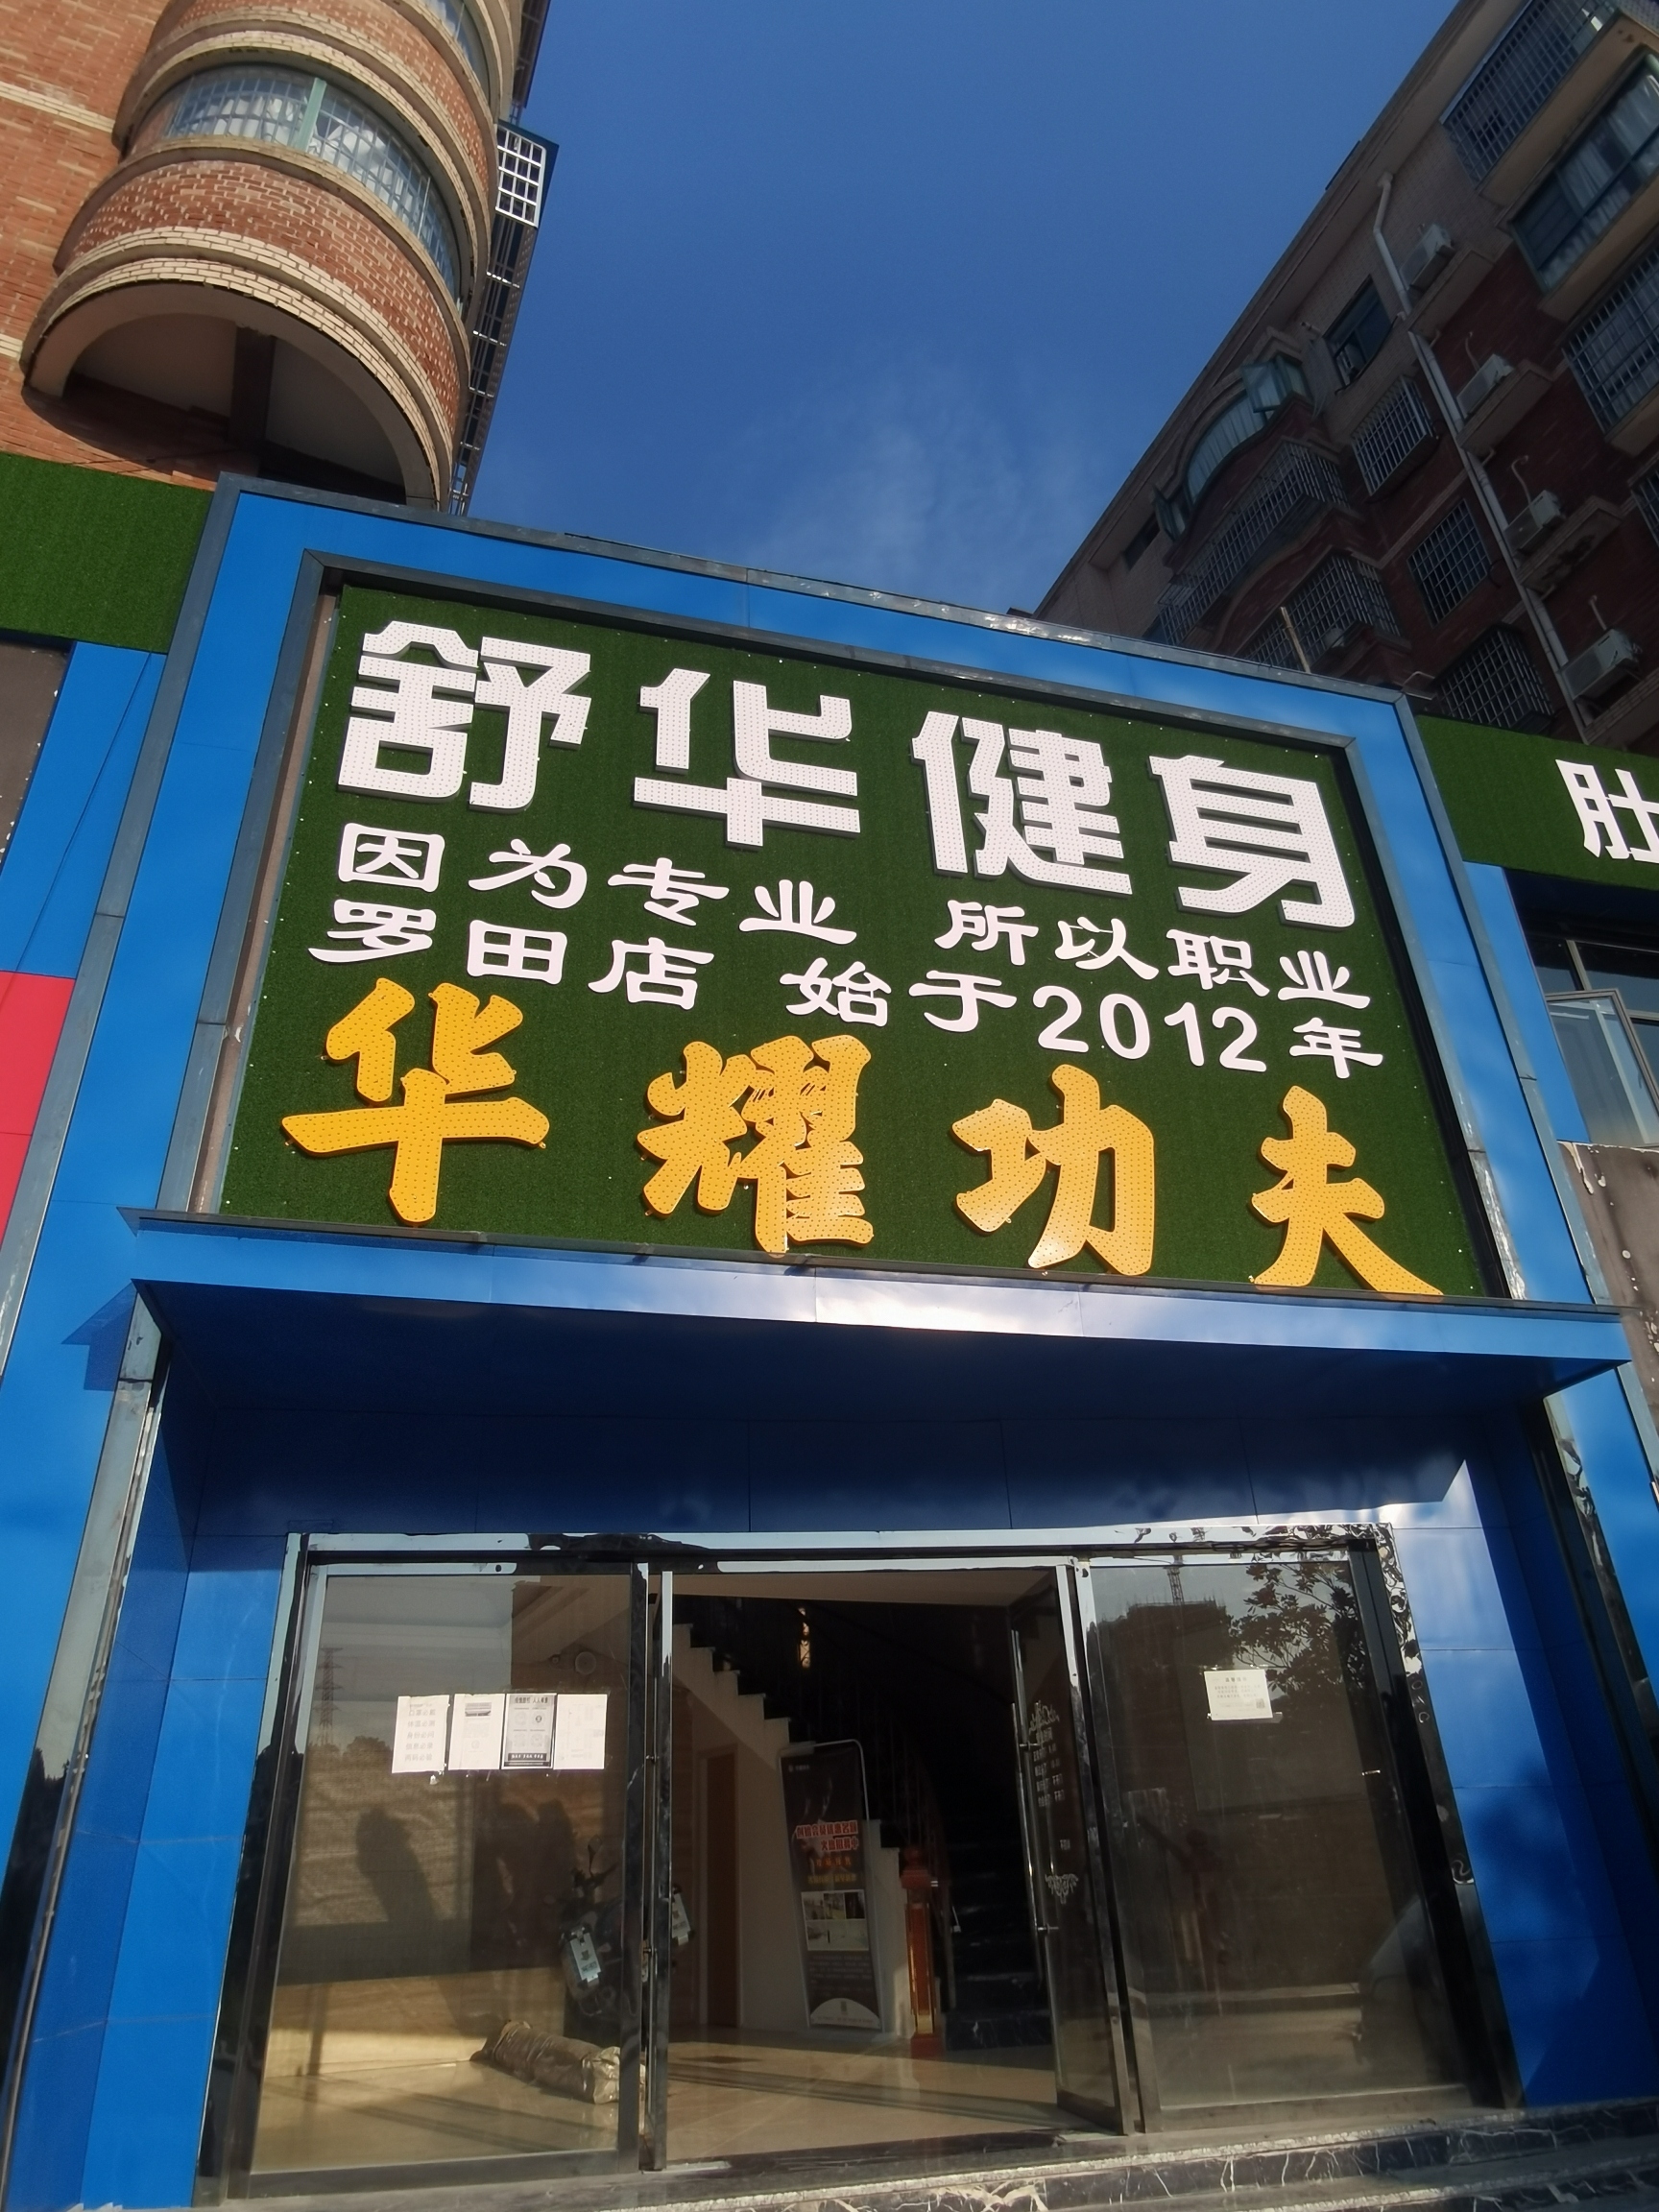 舒华健身
因为专业 所以职业
罗田店 始于2012年
华耀功夫
肚